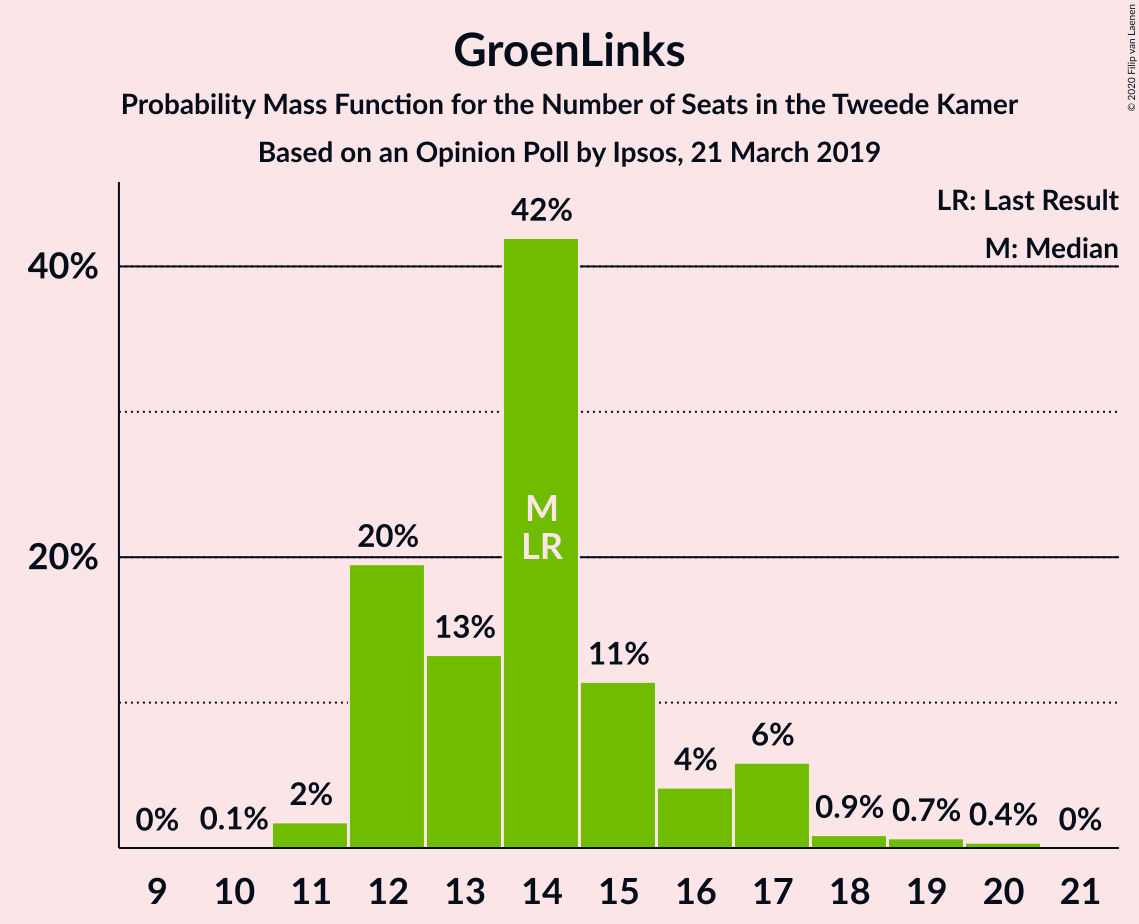 GroenLinks
Probability Mass Function for the Number of Seats in the Tweede Kamer
Based on an Opinion Poll by Ipsos, 21 March 2019
© 2020 Filip van Laenen
LR: Last Result
M: Median
40%
20%
0%
0.1%
2%
20%
13%
42%
M
LR
11%
4%
6%
0.9%
0.7%
0.4%
0%
9 10 11 12 13 14 15 16 17 18 19 20 21